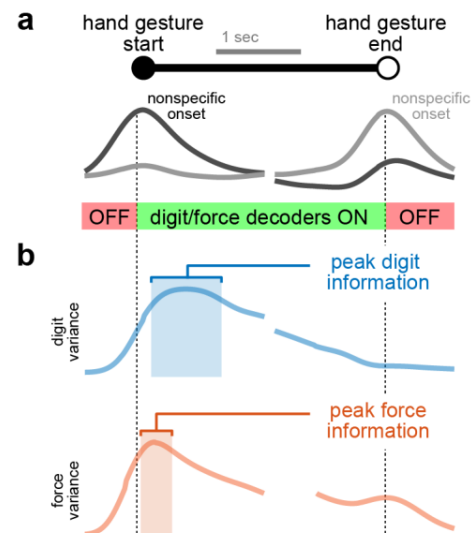 a
hand gesture
start
1 sec
hand gesture
end
nonspecific
onset
nonspecific
onset
OFF
digit/force decoders ON
OFF
b
peak digit
information
digit
variance
peak force
information
force
variance